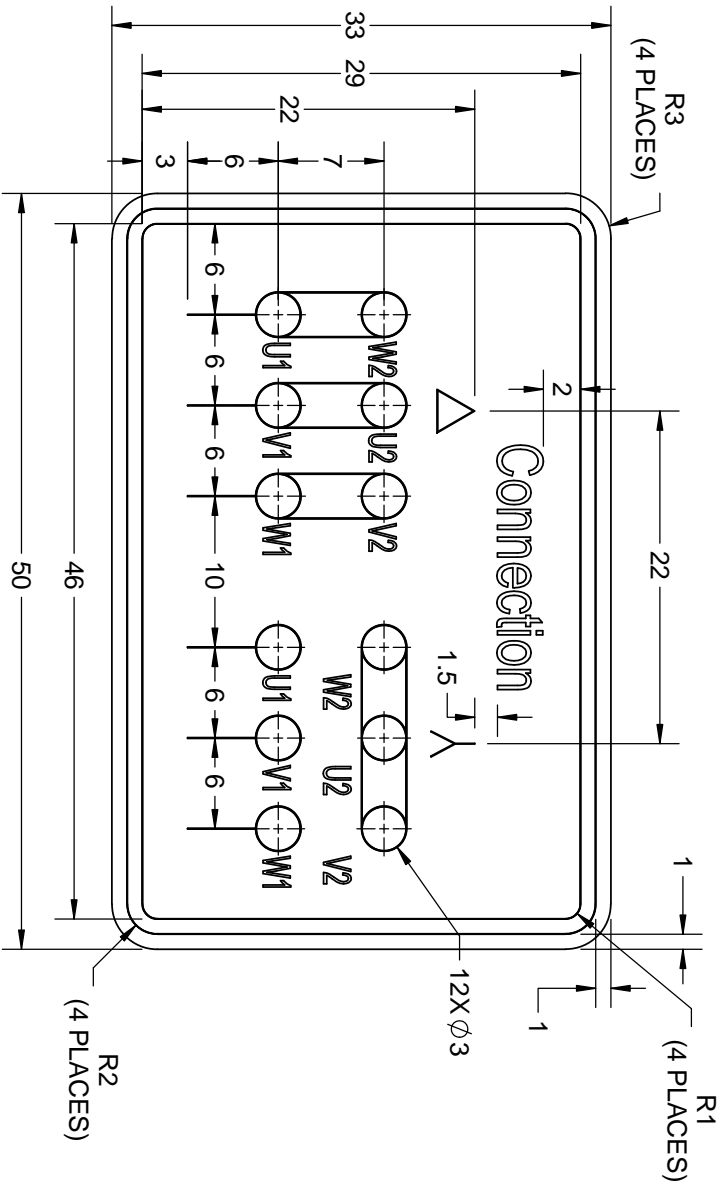 R3
(4 PLACES)
R1
(4 PLACES)
1
22
1
2
33
29
22
7
6
3
Connection
1.5
12X Ø3
W2
U2
V2
W2
U2
V2
U1
V1
W1
U1
V1
W1
6
6
6
10
6
6
46
50
R2
(4 PLACES)